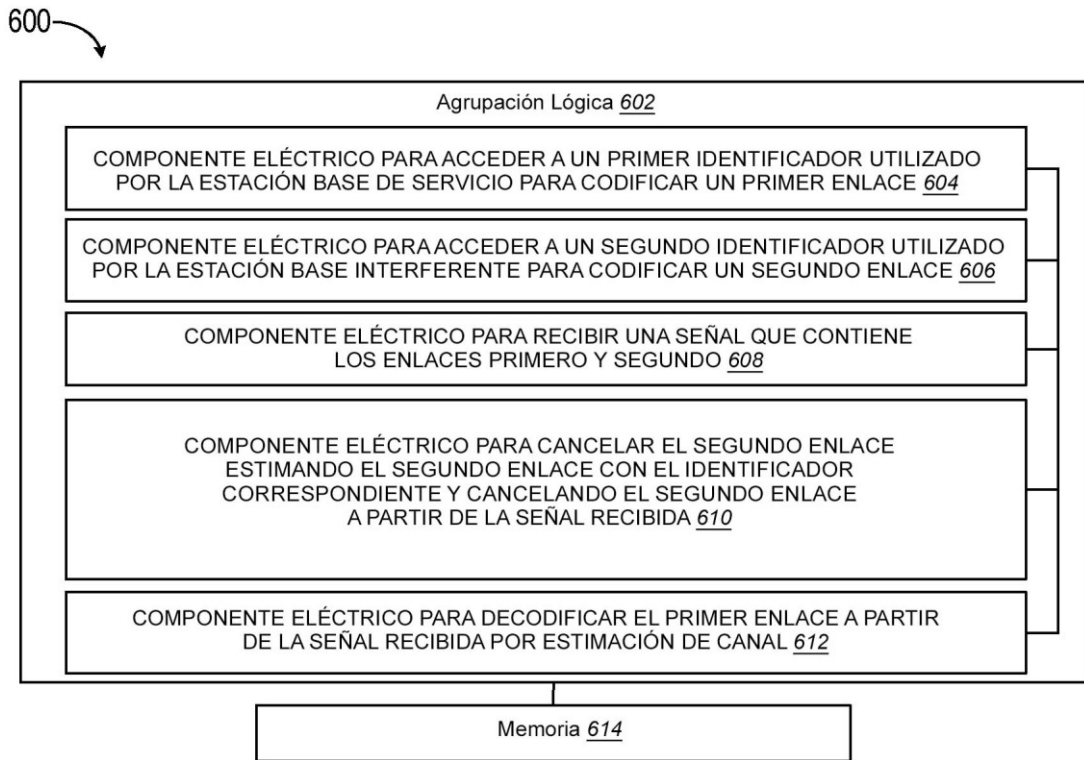 600
Agrupación Lógica 602
COMPONENTE ELÉCTRICO PARA ACCEDER A UN PRIMER IDENTIFICADOR UTILIZADO
POR LA ESTACIÓN BASE DE SERVICIO PARA CODIFICAR UN PRIMER ENLACE 604
COMPONENTE ELÉCTRICO PARA ACCEDER A UN SEGUNDO IDENTIFICADOR UTILIZADO
POR LA ESTACIÓN BASE INTERFERENTE PARA CODIFICAR UN SEGUNDO ENLACE 606
COMPONENTE ELÉCTRICO PARA RECIBIR UNA SEÑAL QUE CONTIENE
LOS ENLACES PRIMERO Y SEGUNDO 608
COMPONENTE ELÉCTRICO PARA CANCELAR EL SEGUNDO ENLACE
ESTIMANDO EL SEGUNDO ENLACE CON EL IDENTIFICADOR
CORRESPONDIENTE Y CANCELANDO EL SEGUNDO ENLACE
A PARTIR DE LA SEÑAL RECIBIDA 610
COMPONENTE ELÉCTRICO PARA DECODIFICAR EL PRIMER ENLACE A PARTIR
DE LA SEÑAL RECIBIDA POR ESTIMACIÓN DE CANAL 612
Memoria 614